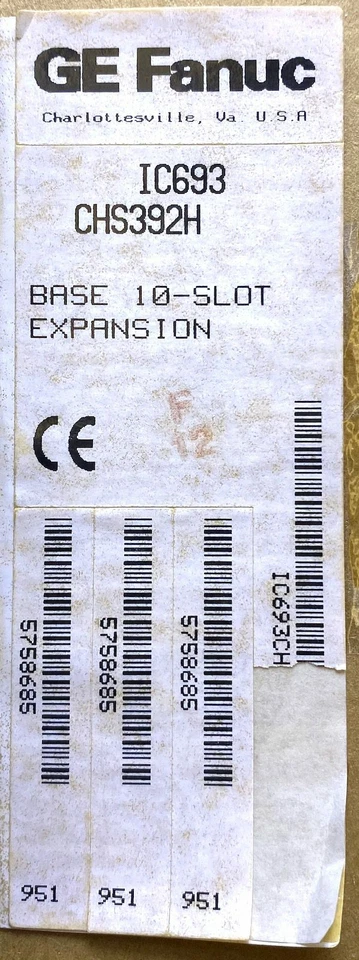 GE Fanuc
Charlottesville, Va. U.S.A
IC693
CHS392H
BASE 10-SLOT
EXPANSION
F
12
CE
IC693CH
5758685
5758685
5758685
951
951
951